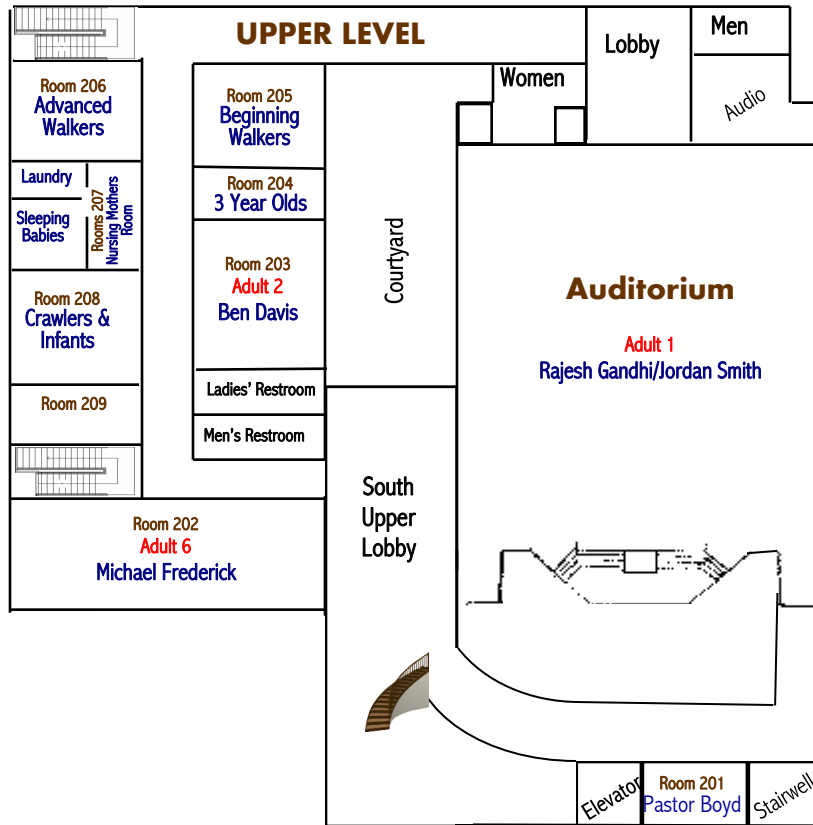 UPPER LEVEL
Lobby
Men
Audio
Women
Room 206
Advanced
Walkers
Room 205
Beginning
Walkers
Laundry
Rooms 207
Nursing Mothers
Room
Sleeping
Babies
Room 204
3 Year Olds
Courtyard
Room 203
Adult 2
Ben Davis
Auditorium
Adult 1
Rajesh Gandhi/Jordan Smith
Room 208
Crawlers &
Infants
Room 209
Ladies' Restroom
Men's Restroom
South
Upper
Lobby
Room 202
Adult 6
Michael Frederick
Elevator
Room 201
Pastor Boyd
Stairwell